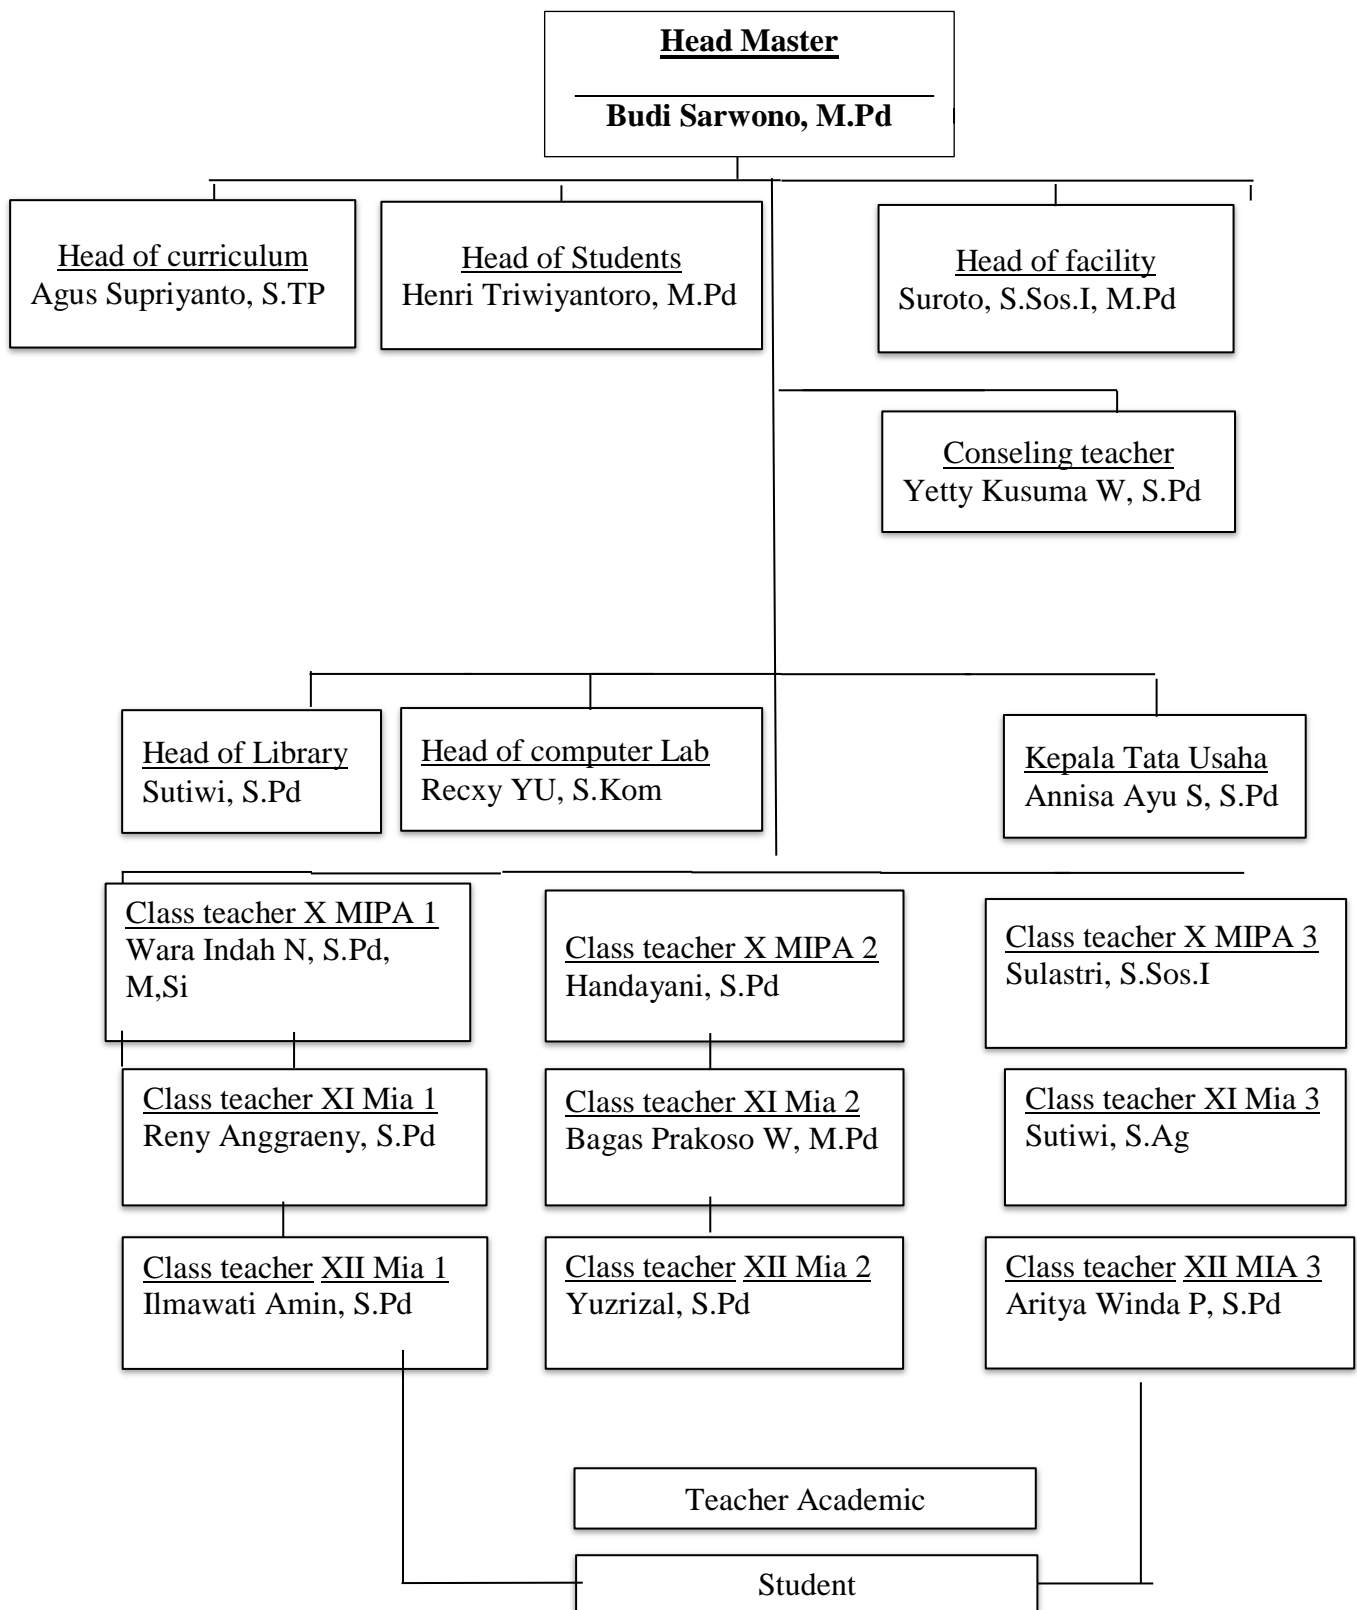 Head Master
Budi Sarwono, M.Pd
Head of curriculum
Agus Supriyanto, S.TP
Head of Students
Henri Triwiyantoro, M.Pd
Head of facility
Suroto, S.Sos.I, M.Pd
Conseling teacher
Yetty Kusuma W, S.Pd
Head of Library
Sutiwi, S.Pd
Head of computer Lab
Recxy YU, S.Kom
Kepala Tata Usaha
Annisa Ayu S, S.Pd
Class teacher X MIPA 1
Wara Indah N, S.Pd,
M,Si
Class teacher X MIPA 2
Handayani, S.Pd
Class teacher X MIPA 3
Sulastri, S.Sos.I
Class teacher XI Mia 1
Reny Anggraeny, S.Pd
Class teacher XI Mia 2
Bagas Prakoso W, M.Pd
Class teacher XI Mia 3
Sutiwi, S.Ag
Class teacher XII Mia 1
Ilmawati Amin, S.Pd
Class teacher XII Mia 2
Yuzrizal, S.Pd
Class teacher XII MIA 3
Aritya Winda P, S.Pd
Teacher Academic
Student